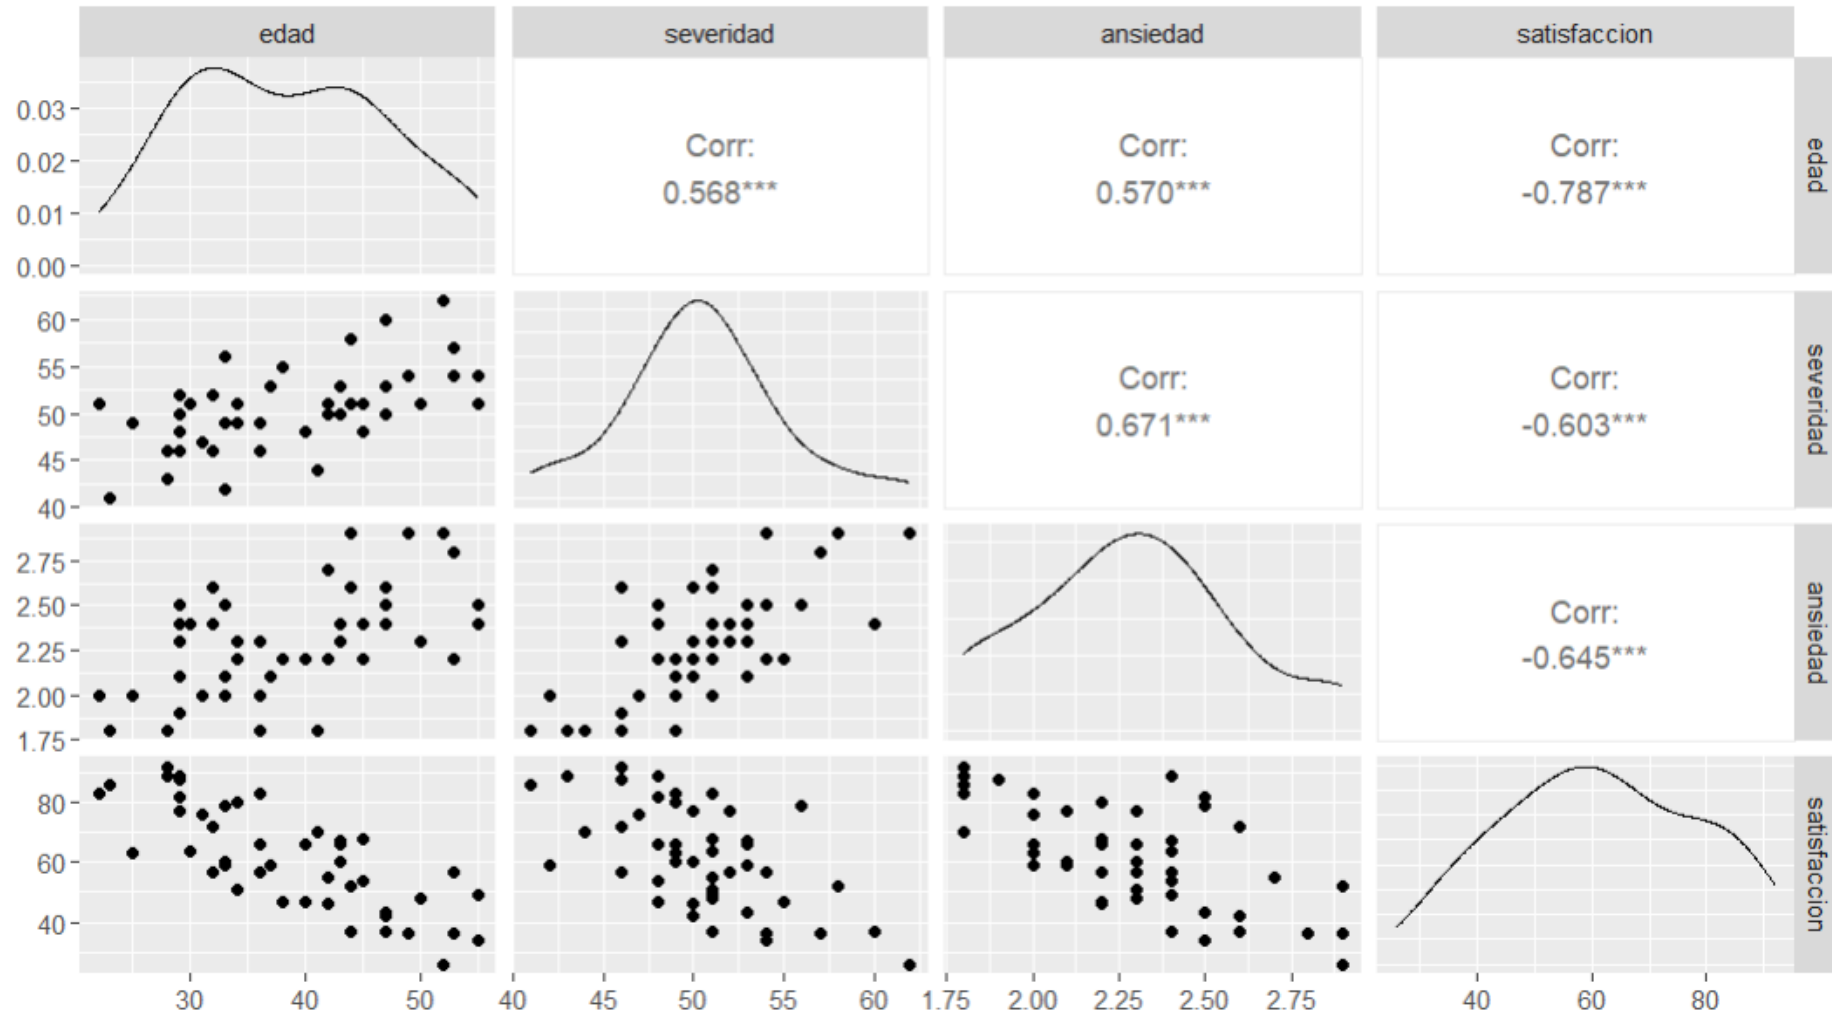 edad severidad ansiedad satisfaccion
0.03
0.02
0.01
0.00
Corr:
0.568***
Corr:
0.570***
Corr:
-0.787***
edad
60
55
50
45
40
Corr:
0.671***
Corr:
-0.603***
severidad
2.75
2.50
2.25
2.00
1.75
Corr:
-0.645***
ansiedad
80
60
40
satisfaccion
30 40 50 40 45 50 55 60 1.75 2.00 2.25 2.50 2.75 40 60 80